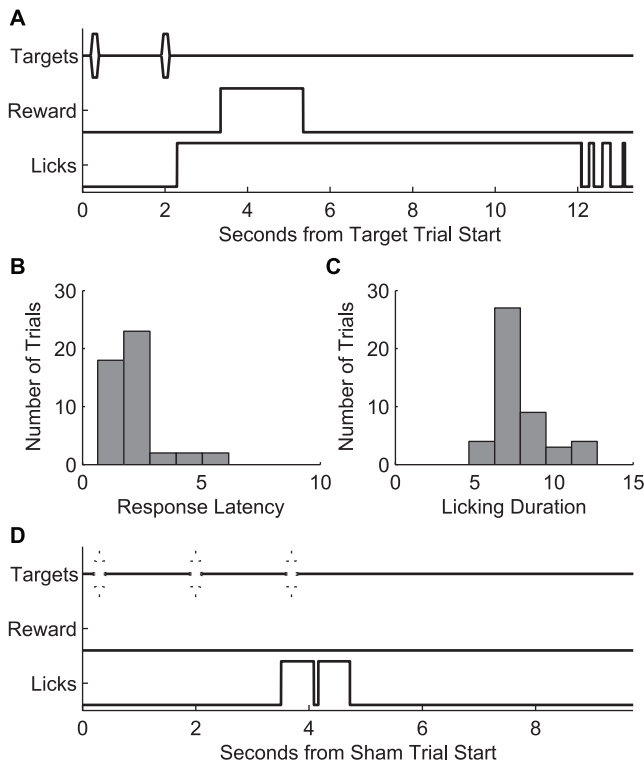 A
Targets
Reward
Licks
0 2 4 6 8 10 12
Seconds from Target Trial Start
B
Number of Trials
30
20
10
0
0 5 10
Response Latency
C
Number of Trials
30
20
10
0
0 5 10 15
Licking Duration
D
Targets
Reward
Licks
0 2 4 6 8
Seconds from Sham Trial Start